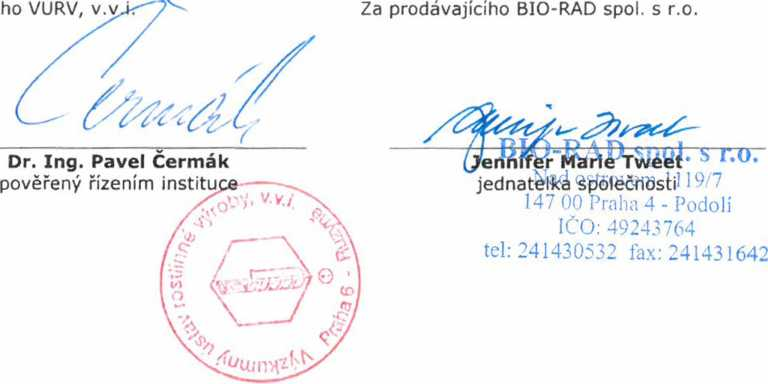 ho VÚRV, v.v.i.
Za prodávajícího BIO-RAD spol. s r.o.
Čermák
Dr. Ing. Pavel Čermák
pověřený řízením instituce
Jennifer Marie Tweet
jednatelka společnosti
BIO-RAD spol. s r.o.
Nad ostrovem 1119/7
147 00 Praha 4 - Podolí
IČO: 49243764
tel: 241430532 fax: 241431642
Výzkumný ústav rostlinné výroby, v.v.i. Praha 6 - Ruzyně